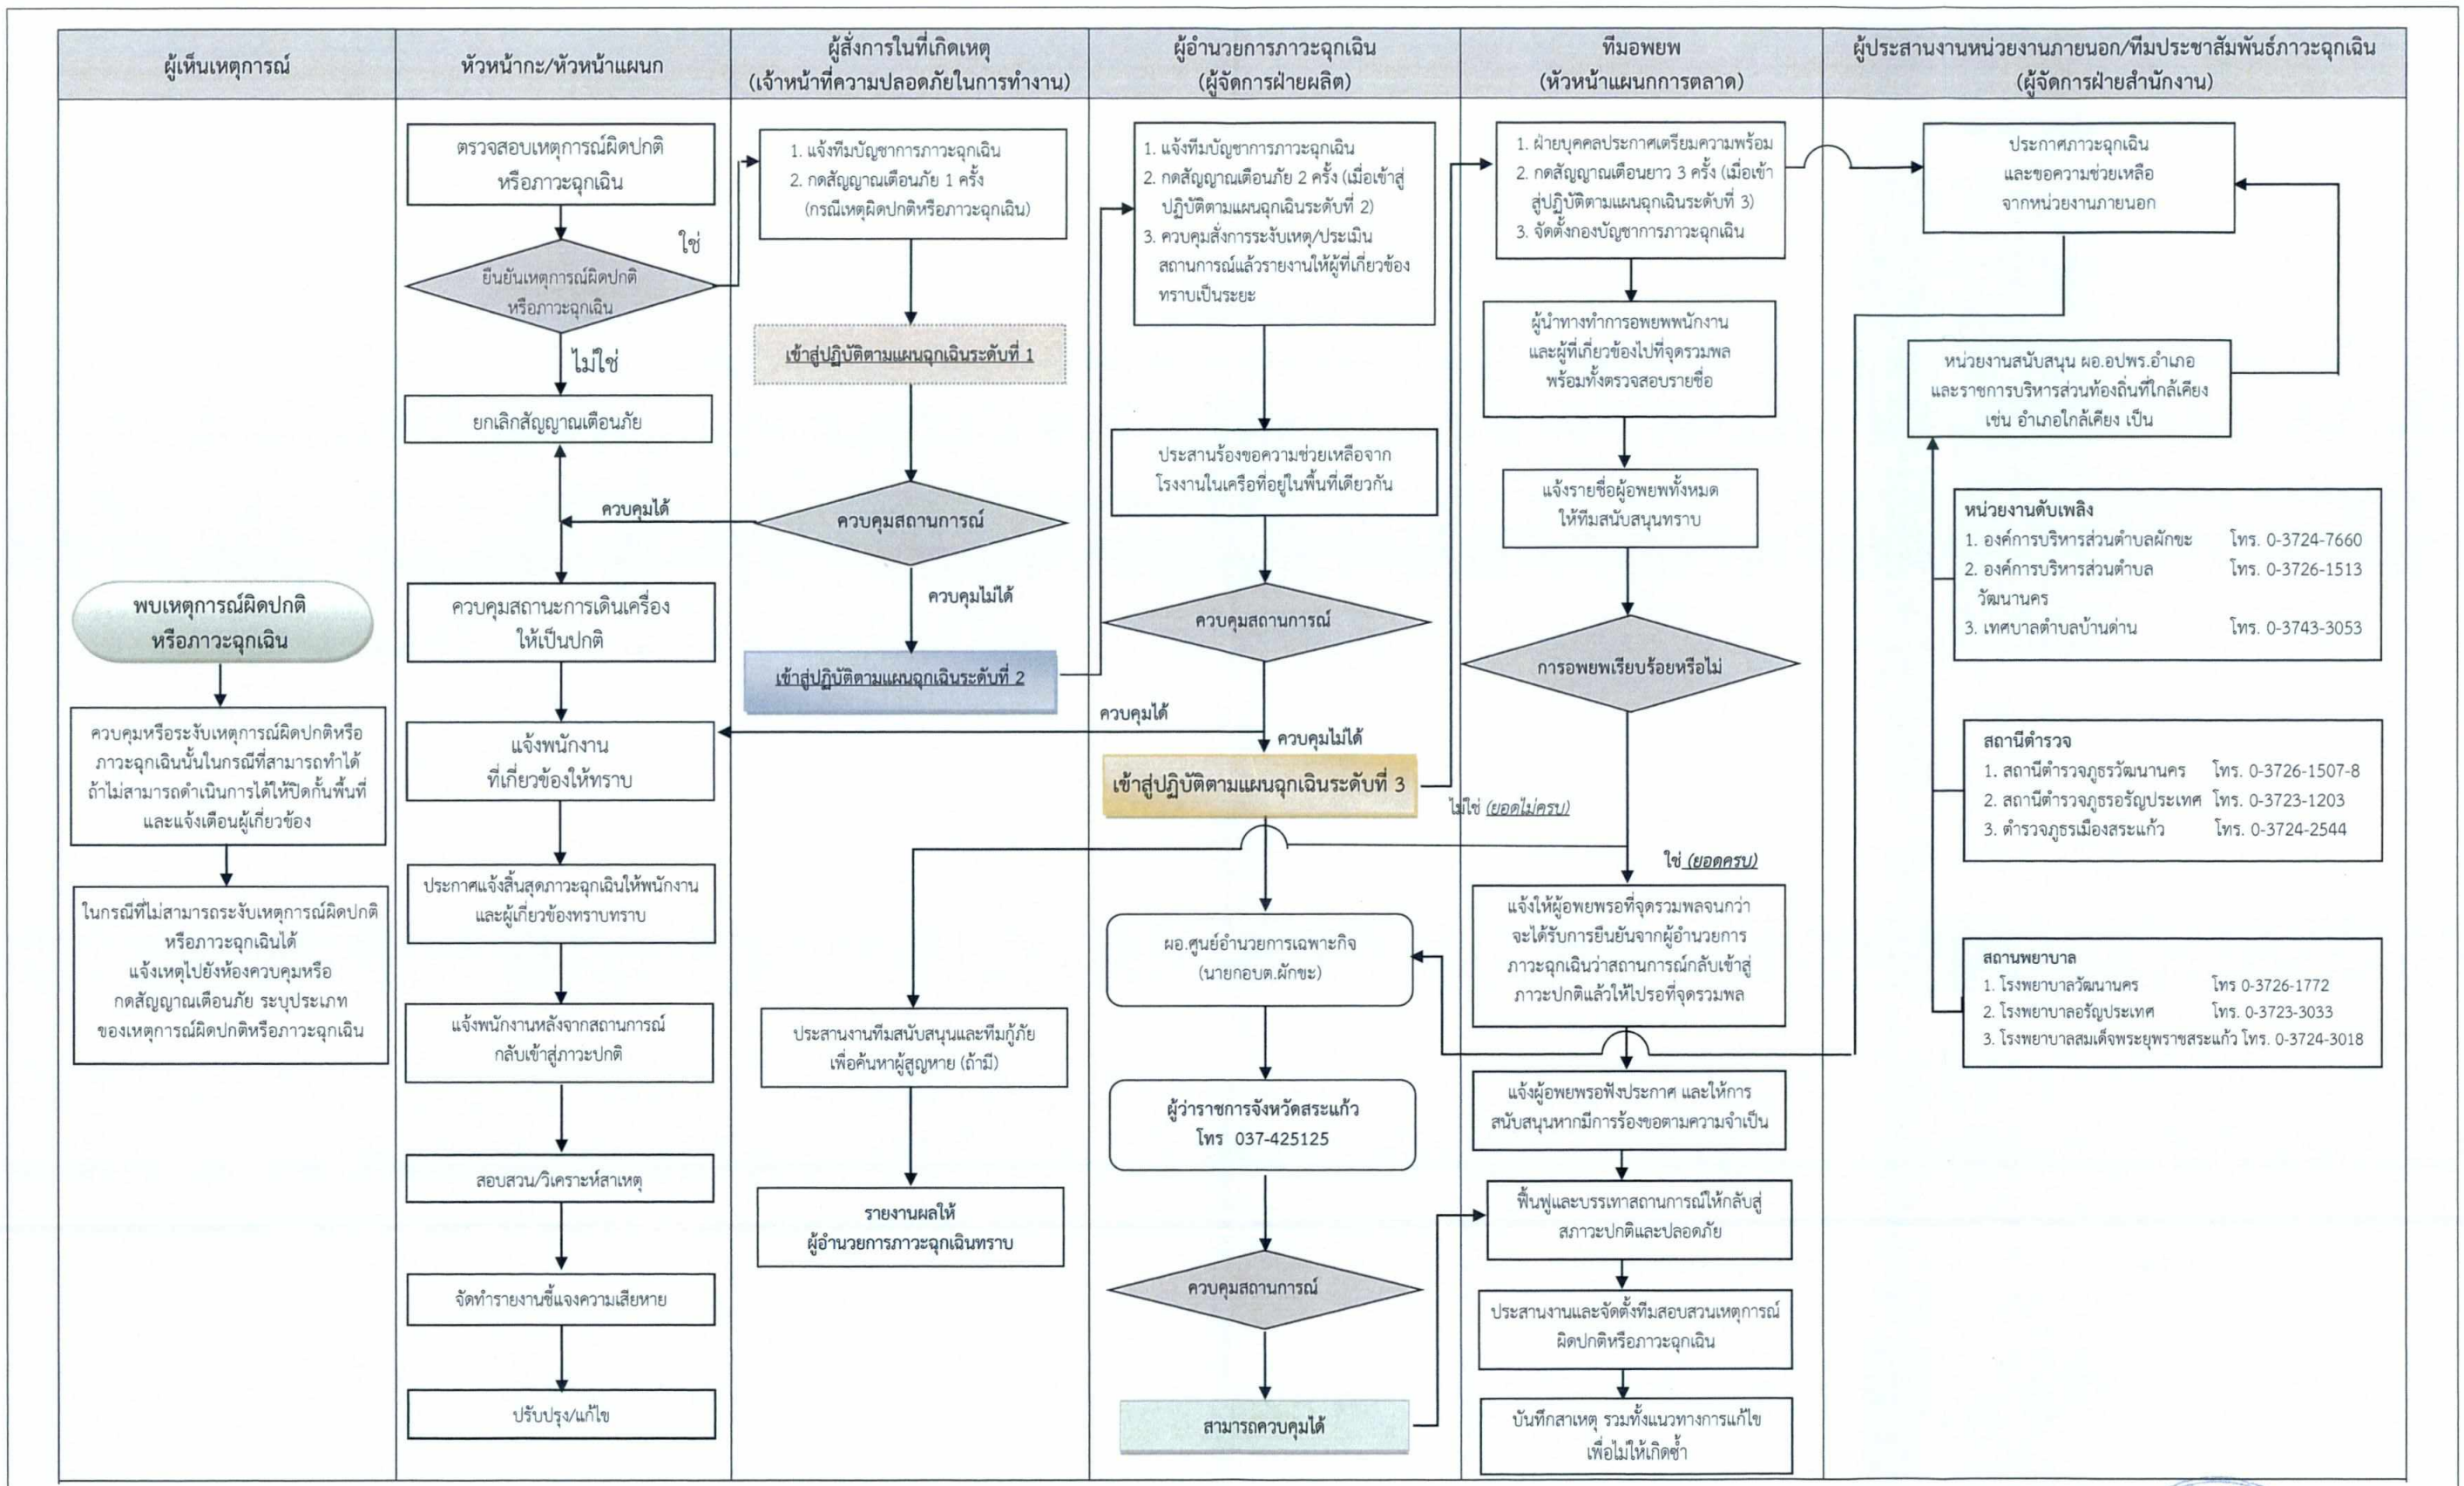 ผู้เห็นเหตุการณ์
หัวหน้ากะ/หัวหน้าแผนก
ผู้สั่งการในที่เกิดเหตุ
(เจ้าหน้าที่ความปลอดภัยในการทำงาน)
ผู้อำนวยการภาวะฉุกเฉิน
(ผู้จัดการฝ่ายผลิต)
ทีมอพยพ
(หัวหน้าแผนกการตลาด)
ผู้ประสานงานหน่วยงานภายนอก/ทีมประชาสัมพันธ์ภาวะฉุกเฉิน
(ผู้จัดการฝ่ายสำนักงาน)
พบเหตุการณ์ผิดปกติ
หรือภาวะฉุกเฉิน
ควบคุมหรือระงับเหตุการณ์ผิดปกติหรือ
ภาวะฉุกเฉินนั้นในกรณีที่สามารถทำได้
ถ้าไม่สามารถดำเนินการได้ให้ปิดกั้นพื้นที่
และแจ้งเตือนผู้เกี่ยวข้อง
ในกรณีที่ไม่สามารถระงับเหตุการณ์ผิดปกติ
หรือภาวะฉุกเฉินได้
แจ้งเหตุไปยังห้องควบคุมหรือ
กดสัญญาณเตือนภัย ระบุประเภท
ของเหตุการณ์ผิดปกติหรือภาวะฉุกเฉิน
ตรวจสอบเหตุการณ์ผิดปกติ
หรือภาวะฉุกเฉิน
ใช่
ยืนยันเหตุการณ์ผิดปกติ
หรือภาวะฉุกเฉิน
ไม่ใช่
ยกเลิกสัญญาณเตือนภัย
ควบคุมได้
ควบคุมสถานะการเดินเครื่อง
ให้เป็นปกติ
แจ้งพนักงาน
ที่เกี่ยวข้องให้ทราบ
ประกาศแจ้งสิ้นสุดภาวะฉุกเฉินให้พนักงาน
และผู้เกี่ยวข้องทราบทราบ
แจ้งพนักงานหลังจากสถานการณ์
กลับเข้าสู่ภาวะปกติ
สอบสวน/วิเคราะห์สาเหตุ
จัดทำรายงานชี้แจงความเสียหาย
ปรับปรุง/แก้ไข
1. แจ้งทีมบัญชาการภาวะฉุกเฉิน
2. กดสัญญาณเตือนภัย 1 ครั้ง
(กรณีเหตุผิดปกติหรือภาวะฉุกเฉิน)
เข้าสู่ปฏิบัติตามแผนฉุกเฉินระดับที่ 1
ควบคุมสถานการณ์
ควบคุมไม่ได้
เข้าสู่ปฏิบัติตามแผนฉุกเฉินระดับที่ 2
ประสานงานทีมสนับสนุนและทีมกู้ภัย
เพื่อค้นหาผู้สูญหาย (ถ้ามี)
รายงานผลให้
ผู้อำนวยการภาวะฉุกเฉินทราบ
1. แจ้งทีมบัญชาการภาวะฉุกเฉิน
2. กดสัญญาณเตือนภัย 2 ครั้ง (เมื่อเข้าสู่
ปฏิบัติตามแผนฉุกเฉินระดับที่ 2)
3. ควบคุมสั่งการระงับเหตุ/ประเมิน
สถานการณ์แล้วรายงานให้ผู้ที่เกี่ยวข้อง
ทราบเป็นระยะ
ประสานร้องขอความช่วยเหลือจาก
โรงงานในเครือที่อยู่ในพื้นที่เดียวกัน
ควบคุมสถานการณ์
ควบคุมได้
ควบคุมไม่ได้
เข้าสู่ปฏิบัติตามแผนฉุกเฉินระดับที่ 3
ผอ.ศูนย์อำนวยการเฉพาะกิจ
(นายกอบต.ผักขะ)
ผู้ว่าราชการจังหวัดสระแก้ว
โทร 037-425125
ควบคุมสถานการณ์
สามารถควบคุมได้
1. ฝ่ายบุคคลประกาศเตรียมความพร้อม
2. กดสัญญาณเตือนยาว 3 ครั้ง (เมื่อเข้า
สู่ปฏิบัติตามแผนฉุกเฉินระดับที่ 3)
3. จัดตั้งกองบัญชาการภาวะฉุกเฉิน
ผู้นำทางทำการอพยพพนักงาน
และผู้ที่เกี่ยวข้องไปที่จุดรวมพล
พร้อมทั้งตรวจสอบรายชื่อ
แจ้งรายชื่อผู้อพยพทั้งหมด
ให้ทีมสนับสนุนทราบ
การอพยพเรียบร้อยหรือไม่
ไม่ใช่ (ยอดไม่ครบ)
ใช่ (ยอดครบ)
แจ้งให้ผู้อพยพรอที่จุดรวมพลจนกว่า
จะได้รับการยืนยันจากผู้อำนวยการ
ภาวะฉุกเฉินว่าสถานการณ์กลับเข้าสู่
ภาวะปกติแล้วให้ไปรอที่จุดรวมพล
แจ้งผู้อพยพรอฟังประกาศ และให้การ
สนับสนุนหากมีการร้องขอตามความจำเป็น
ฟื้นฟูและบรรเทาสถานการณ์ให้กลับสู่
สภาวะปกติและปลอดภัย
ประสานงานและจัดตั้งทีมสอบสวนเหตุการณ์
ผิดปกติหรือภาวะฉุกเฉิน
บันทึกสาเหตุ รวมทั้งแนวทางการแก้ไข
เพื่อไม่ให้เกิดซ้ำ
ประกาศภาวะฉุกเฉิน
และขอความช่วยเหลือ
จากหน่วยงานภายนอก
หน่วยงานสนับสนุน ผอ.อปพร.อำเภอ
และราชการบริหารส่วนท้องถิ่นที่ใกล้เคียง
เช่น อำเภอใกล้เคียง เป็น
หน่วยงานดับเพลิง
1. องค์การบริหารส่วนตำบลผักขะ โทร. 0-3724-7660
2. องค์การบริหารส่วนตำบล โทร. 0-3726-1513
วัฒนานคร
3. เทศบาลตำบลบ้านด่าน โทร. 0-3743-3053
สถานีตำรวจ
1. สถานีตำรวจภูธรวัฒนานคร โทร. 0-3726-1507-8
2. สถานีตำรวจภูธรอรัญประเทศ โทร. 0-3723-1203
3. ตำรวจภูธรเมืองสระแก้ว โทร. 0-3724-2544
สถานพยาบาล
1. โรงพยาบาลวัฒนานคร โทร 0-3726-1772
2. โรงพยาบาลอรัญประเทศ โทร. 0-3723-3033
3. โรงพยาบาลสมเด็จพระยุพราชสระแก้ว โทร. 0-3724-3018